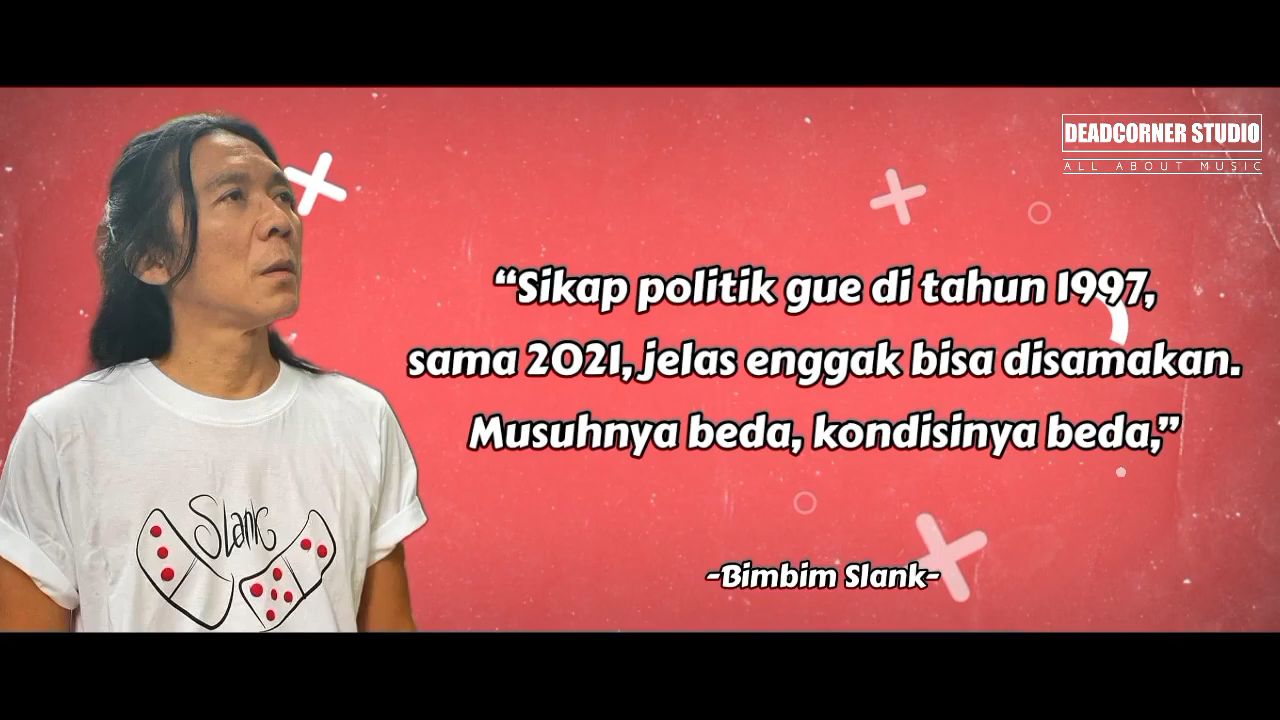 DEADCORNER STUDIO
ALL ABOUT MUSIC
“Sikap politik gue di tahun 1997,
sama 2021, jelas enggak bisa disamakan.
Musuhnya beda, kondisinya beda,”
-Bimbim Slank-
Slank